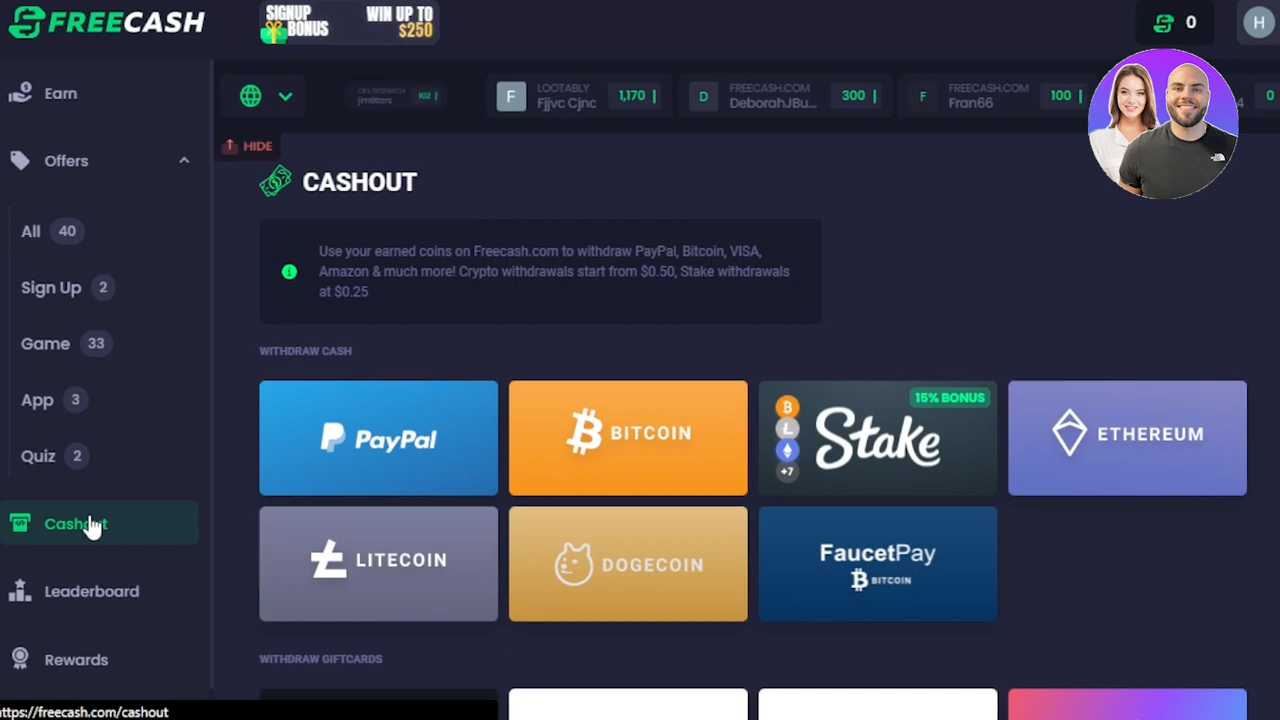 FREECASH
SIGNUP BONUS
WIN UP TO $250
0
H
Earn
F
LOOTABLY
Fjjvc Cjnc
1,170
D
FREECASH.COM
DeborahJBu...
300
F
FREECASH.COM
Fran66
100
4
0
HIDE
Offers
CASHOUT
All 40
Use your earned coins on Freecash.com to withdraw PayPal, Bitcoin, VISA,
Amazon & much more! Crypto withdrawals start from $0.50, Stake withdrawals
at $0.25
Sign Up 2
Game 33
WITHDRAW CASH
App 3
PayPal
BITCOIN
15% BONUS
Stake
+7
ETHEREUM
Quiz 2
Cashout
LITECOIN
DOGECOIN
FaucetPay
BITCOIN
Leaderboard
Rewards
WITHDRAW GIFTCARDS
ttps://freecash.com/cashout